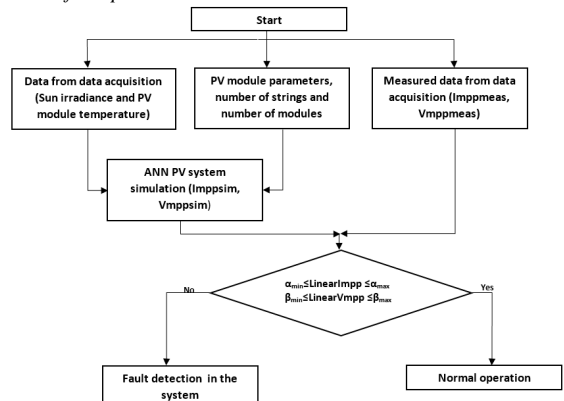 Start
Data from data acquisition
(Sun irradiance and PV
module temperature)
PV module parameters,
number of strings and
number of modules
Measured data from data
acquisition (Imppmeas,
Vmppmeas)
ANN PV system
simulation (Imppsim,
Vmppsim)
αmin≤LinearImpp ≤αmax
βmin≤LinearVmpp ≤βmax
No
Yes
Fault detection in the
system
Normal operation